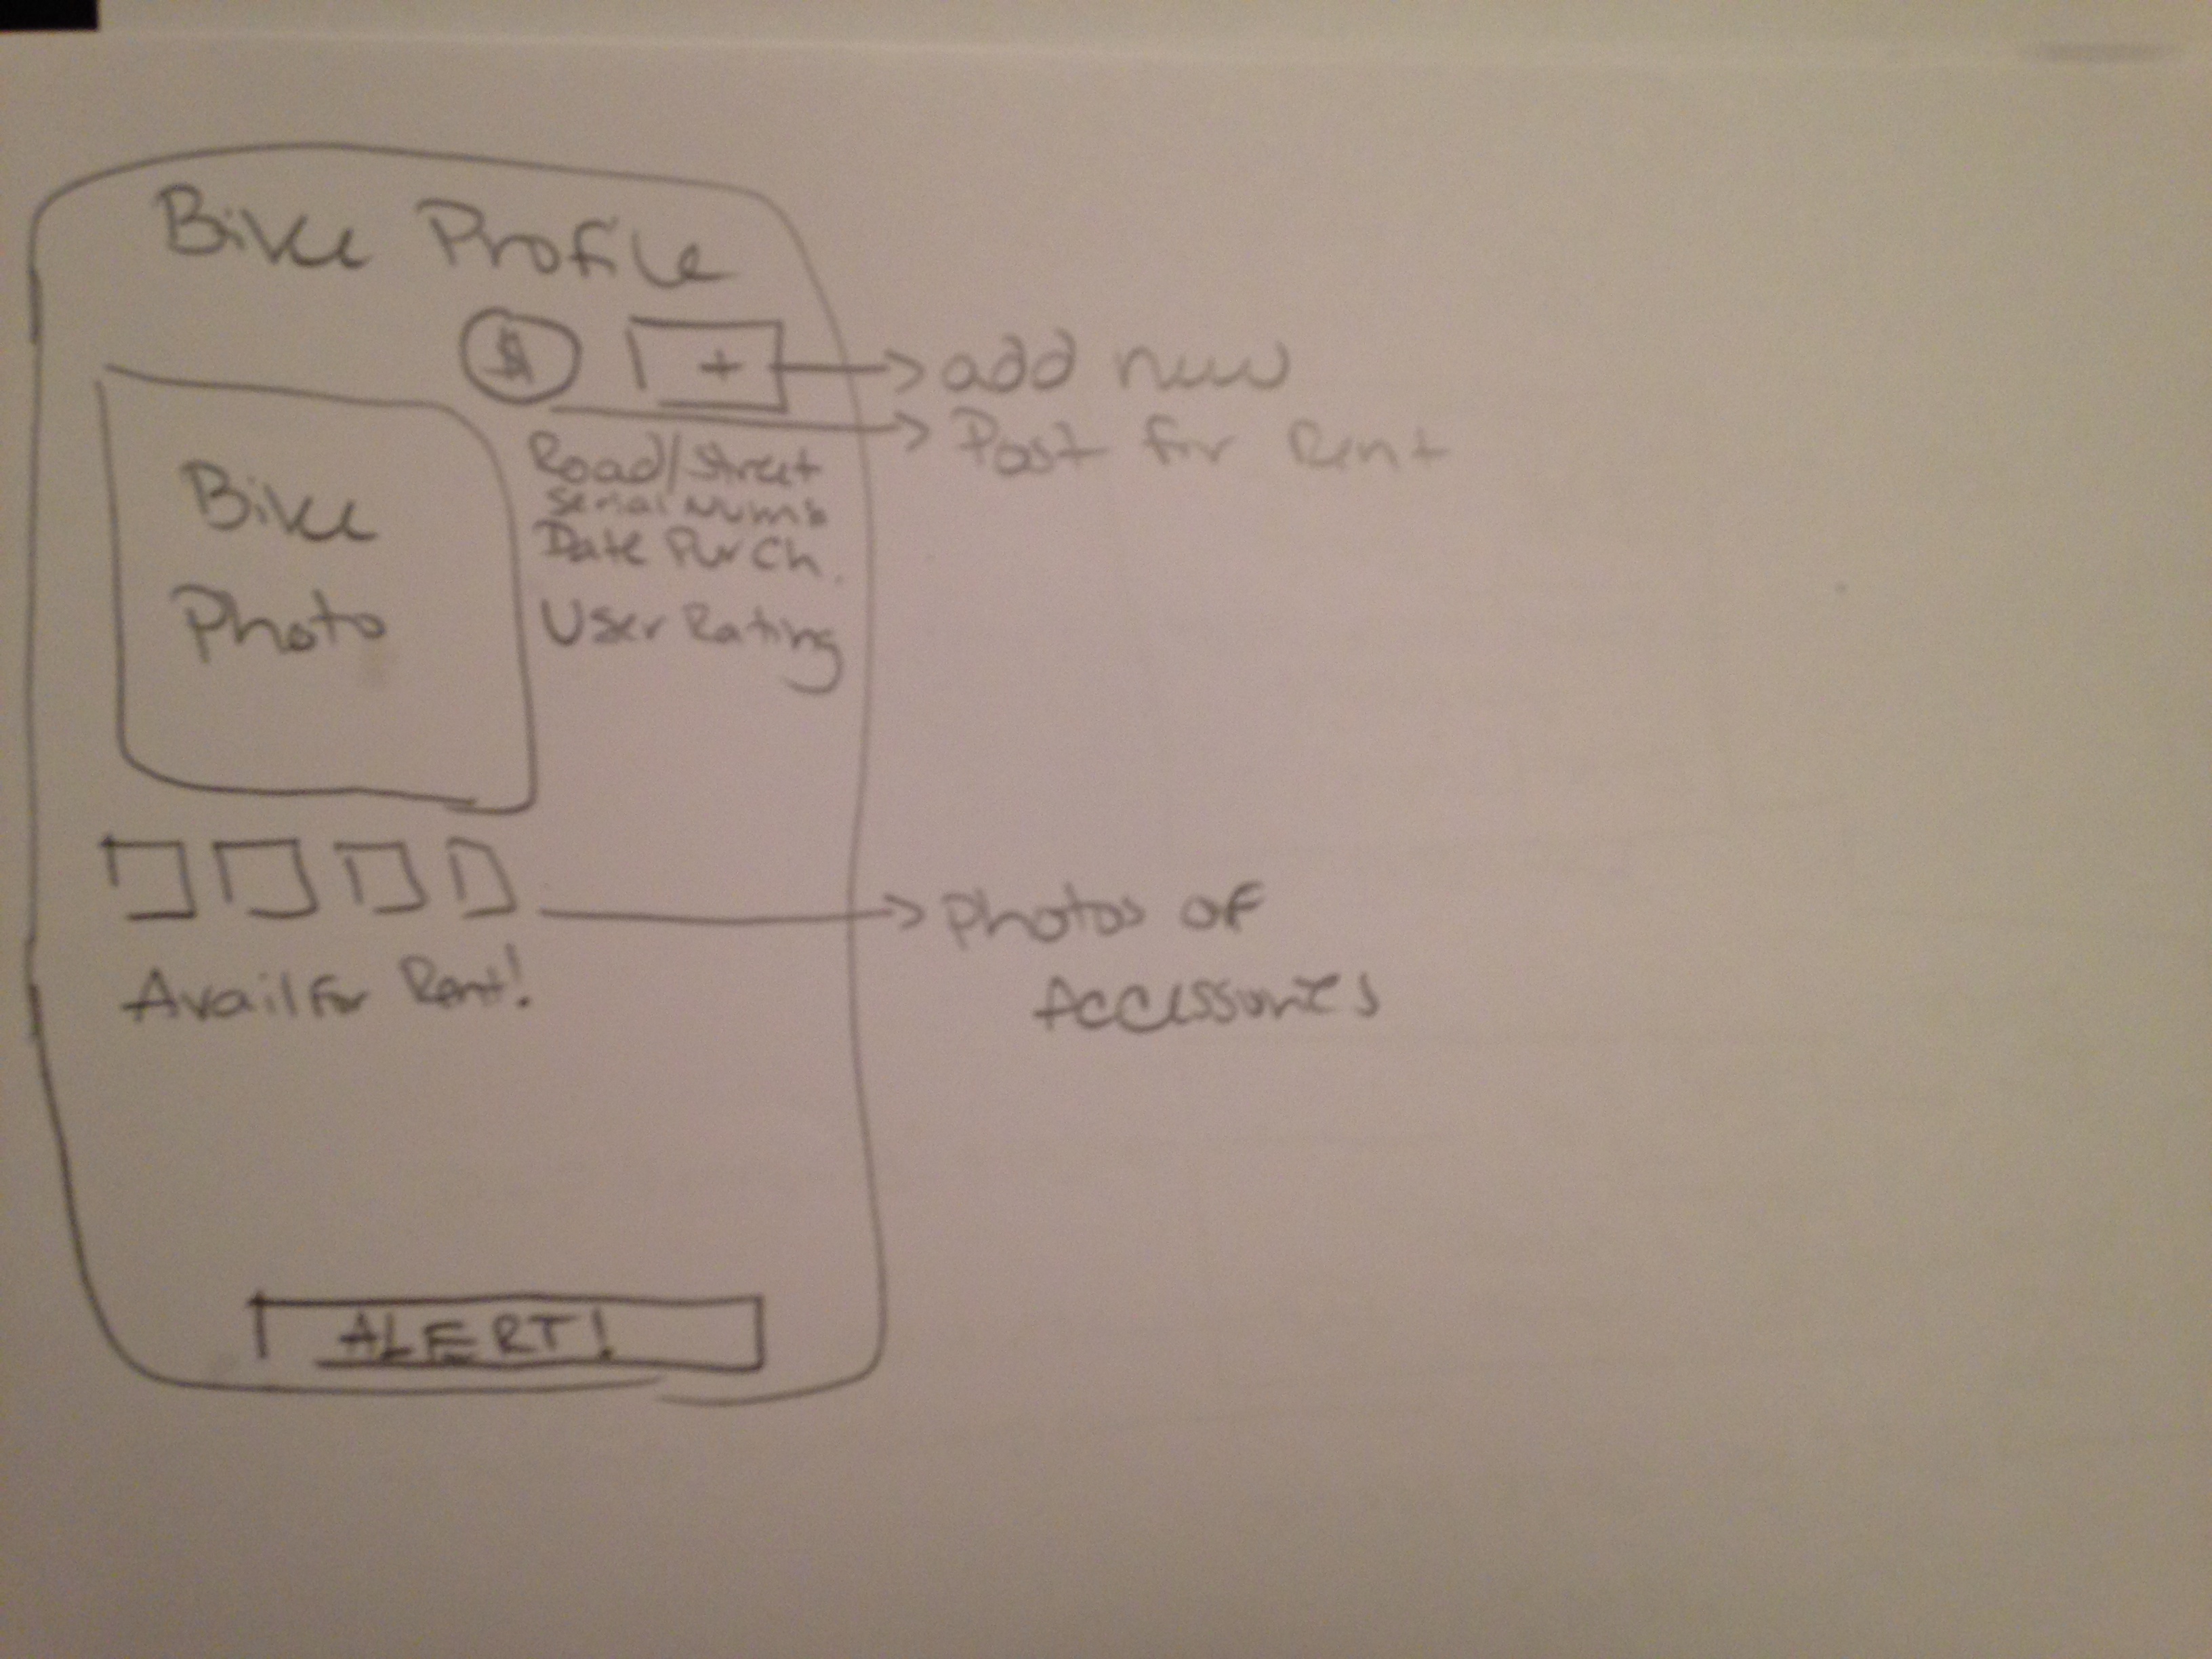 Bike Profile
$
+
add new
Post for Rent
Road/Street
Serial Numb
Date Purch.
User Rating
Bike
Photo
Photos of
Accessories
Avail for Rent!
ALERT!